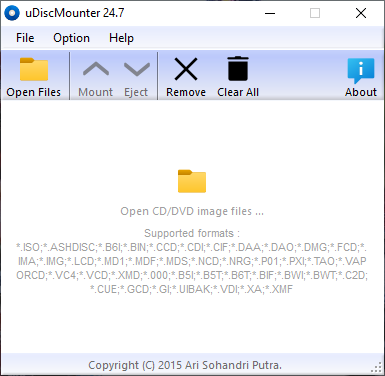 uDiscMounter 24.7
File Option Help
Open Files Mount Eject Remove Clear All About
Open CD/DVD image files ...
Supported formats :
*.ISO;*.ASHDISC;*.B6I;*.BIN;*.CCD;*.CDI;*.CIF;*.DAA;*.DAO;*.DMG;*.FCD;*.
IMA;*.IMG;*.LCD;*.MD1;*.MDF;*.MDS;*.NCD;*.NRG;*.P01;*.PXI;*.TAO;*.VAP
ORCD;*.VC4;*.VCD;*.XMD;*.000;*.B5I;*.B5T;*.B6T;*.BIF;*.BWI;*.BWT;*.C2D;
*.CUE;*.GCD;*.GI;*.UIBAK;*.VDI;*.XA;*.XMF
Copyright (C) 2015 Ari Sohandri Putra.